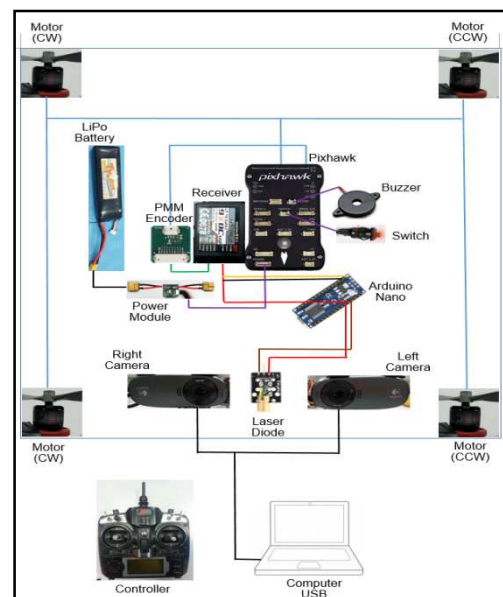 Motor
(CW)
Motor
(CCW)
LiPo
Battery
Pixhawk
pixhawk
Receiver
Buzzer
PMM
Encoder
Switch
Power
Module
Arduino
Nano
Right
Camera
Left
Camera
Laser
Diode
Motor
(CW)
Motor
(CCW)
Controller
Computer
USB